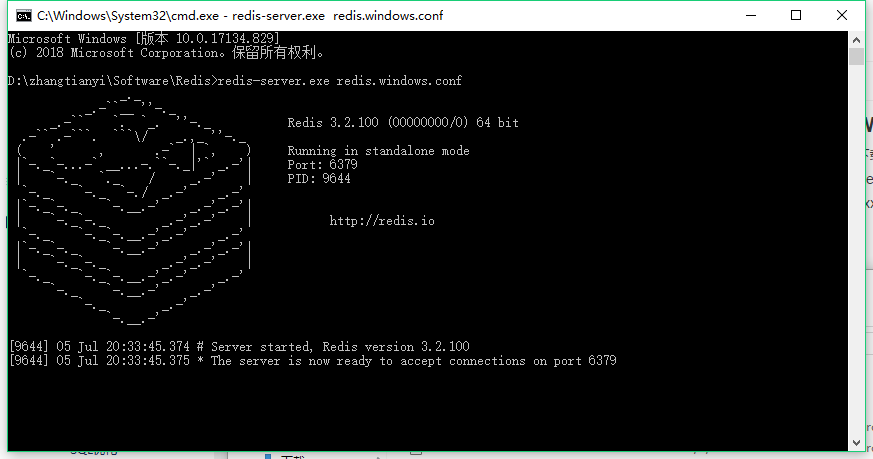 C:\Windows\System32\cmd.exe - redis-server.exe redis.windows.conf
Microsoft Windows [版本 10.0.17134.829]
(c) 2018 Microsoft Corporation。保留所有权利。
D:\zhangtianyi\Software\Redis>redis-server.exe redis.windows.conf
Redis 3.2.100 (00000000/0) 64 bit
Running in standalone mode
Port: 6379
PID: 9644
http://redis.io
[9644] 05 Jul 20:33:45.374 # Server started, Redis version 3.2.100
[9644] 05 Jul 20:33:45.375 * The server is now ready to accept connections on port 6379